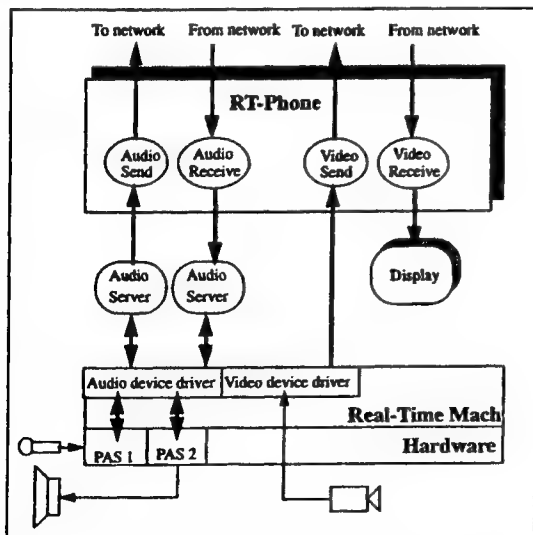 To network From network To network From network
RT-Phone
Audio Send
Audio Receive
Video Send
Video Receive
Audio Server
Audio Server
Display
Audio device driver Video device driver
Real-Time Mach
Hardware
PAS 1 PAS 2